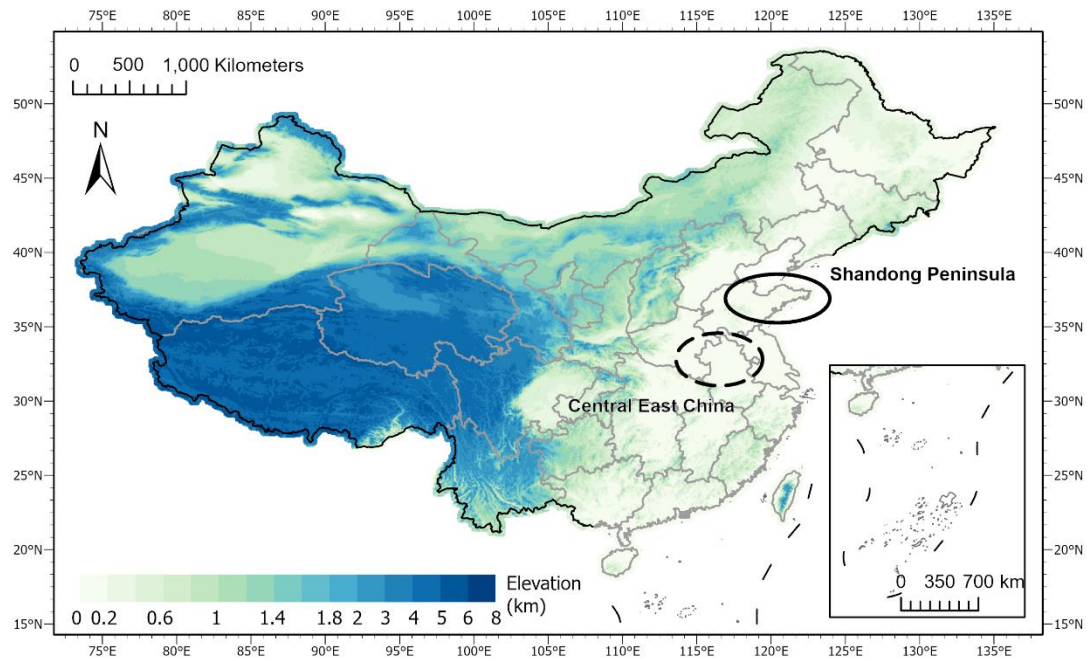 75°E 80°E 85°E 90°E 95°E 100°E 105°E 110°E 115°E 120°E 125°E 130°E 135°E
0 500 1,000 Kilometers
N
50°N 50°N
45°N 45°N
40°N 40°N
Shandong Peninsula
35°N 35°N
30°N 30°N
Central East China
25°N 25°N
20°N 20°N
0 350 700 km
Elevation
(km)
0 0.2 0.6 1 1.4 1.8 2 3 4 5 6 8
15°N 15°N
75°E 80°E 85°E 90°E 95°E 100°E 105°E 110°E 115°E 120°E 125°E 130°E 135°E